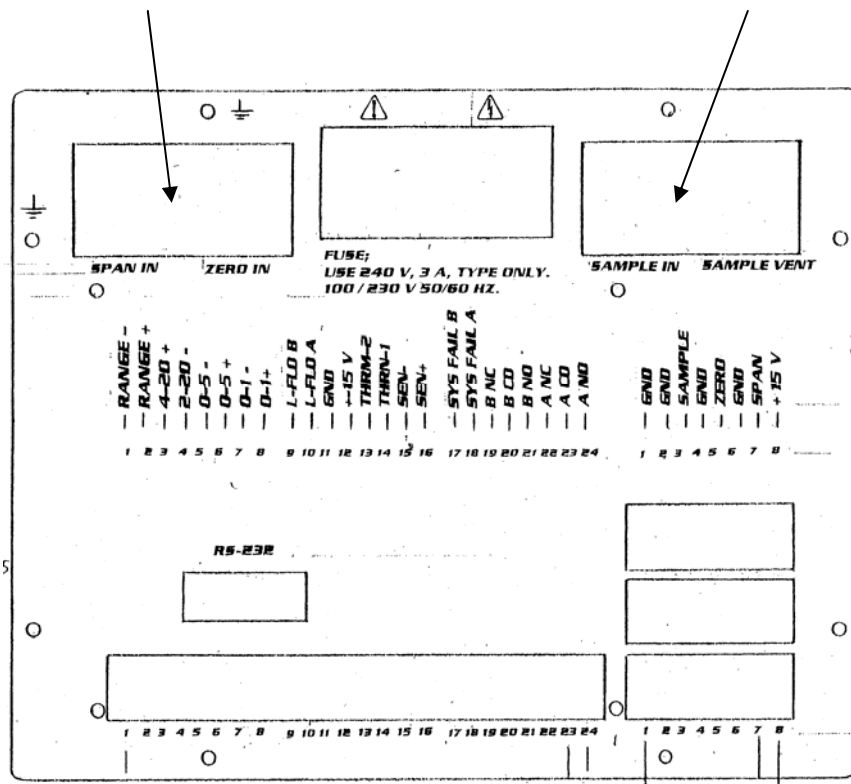 SPAN IN ZERO IN
FUSE;
USE 240 V, 3 A, TYPE ONLY.
100 / 230 V 50/60 HZ.
SAMPLE IN SAMPLE VENT
RANGE -
RANGE +
4-20 +
2-20 -
0-5 -
0-5 +
0-1 -
0-1+
L-FLO B
L-FLO A
GND
+-15 V
THRM-2
THRN-1
SEN-
SEN+
SYS FAIL B
SYS FAIL A
B NC
B CO
B NO
A NC
A CO
A NO
GND
GND
SAMPLE
GND
ZERO
GND
SPAN
+ 15 V
1 2 3 4 5 6 7 8 9 10 11 12 13 14 15 16 17 18 19 20 21 22 23 24
1 2 3 4 5 6 7 8
RS-232
5
1 2 3 4 5 6 7 8 9 10 11 12 13 14 15 16 17 18 19 20 21 22 23 24
1 2 3 4 5 6 7 8